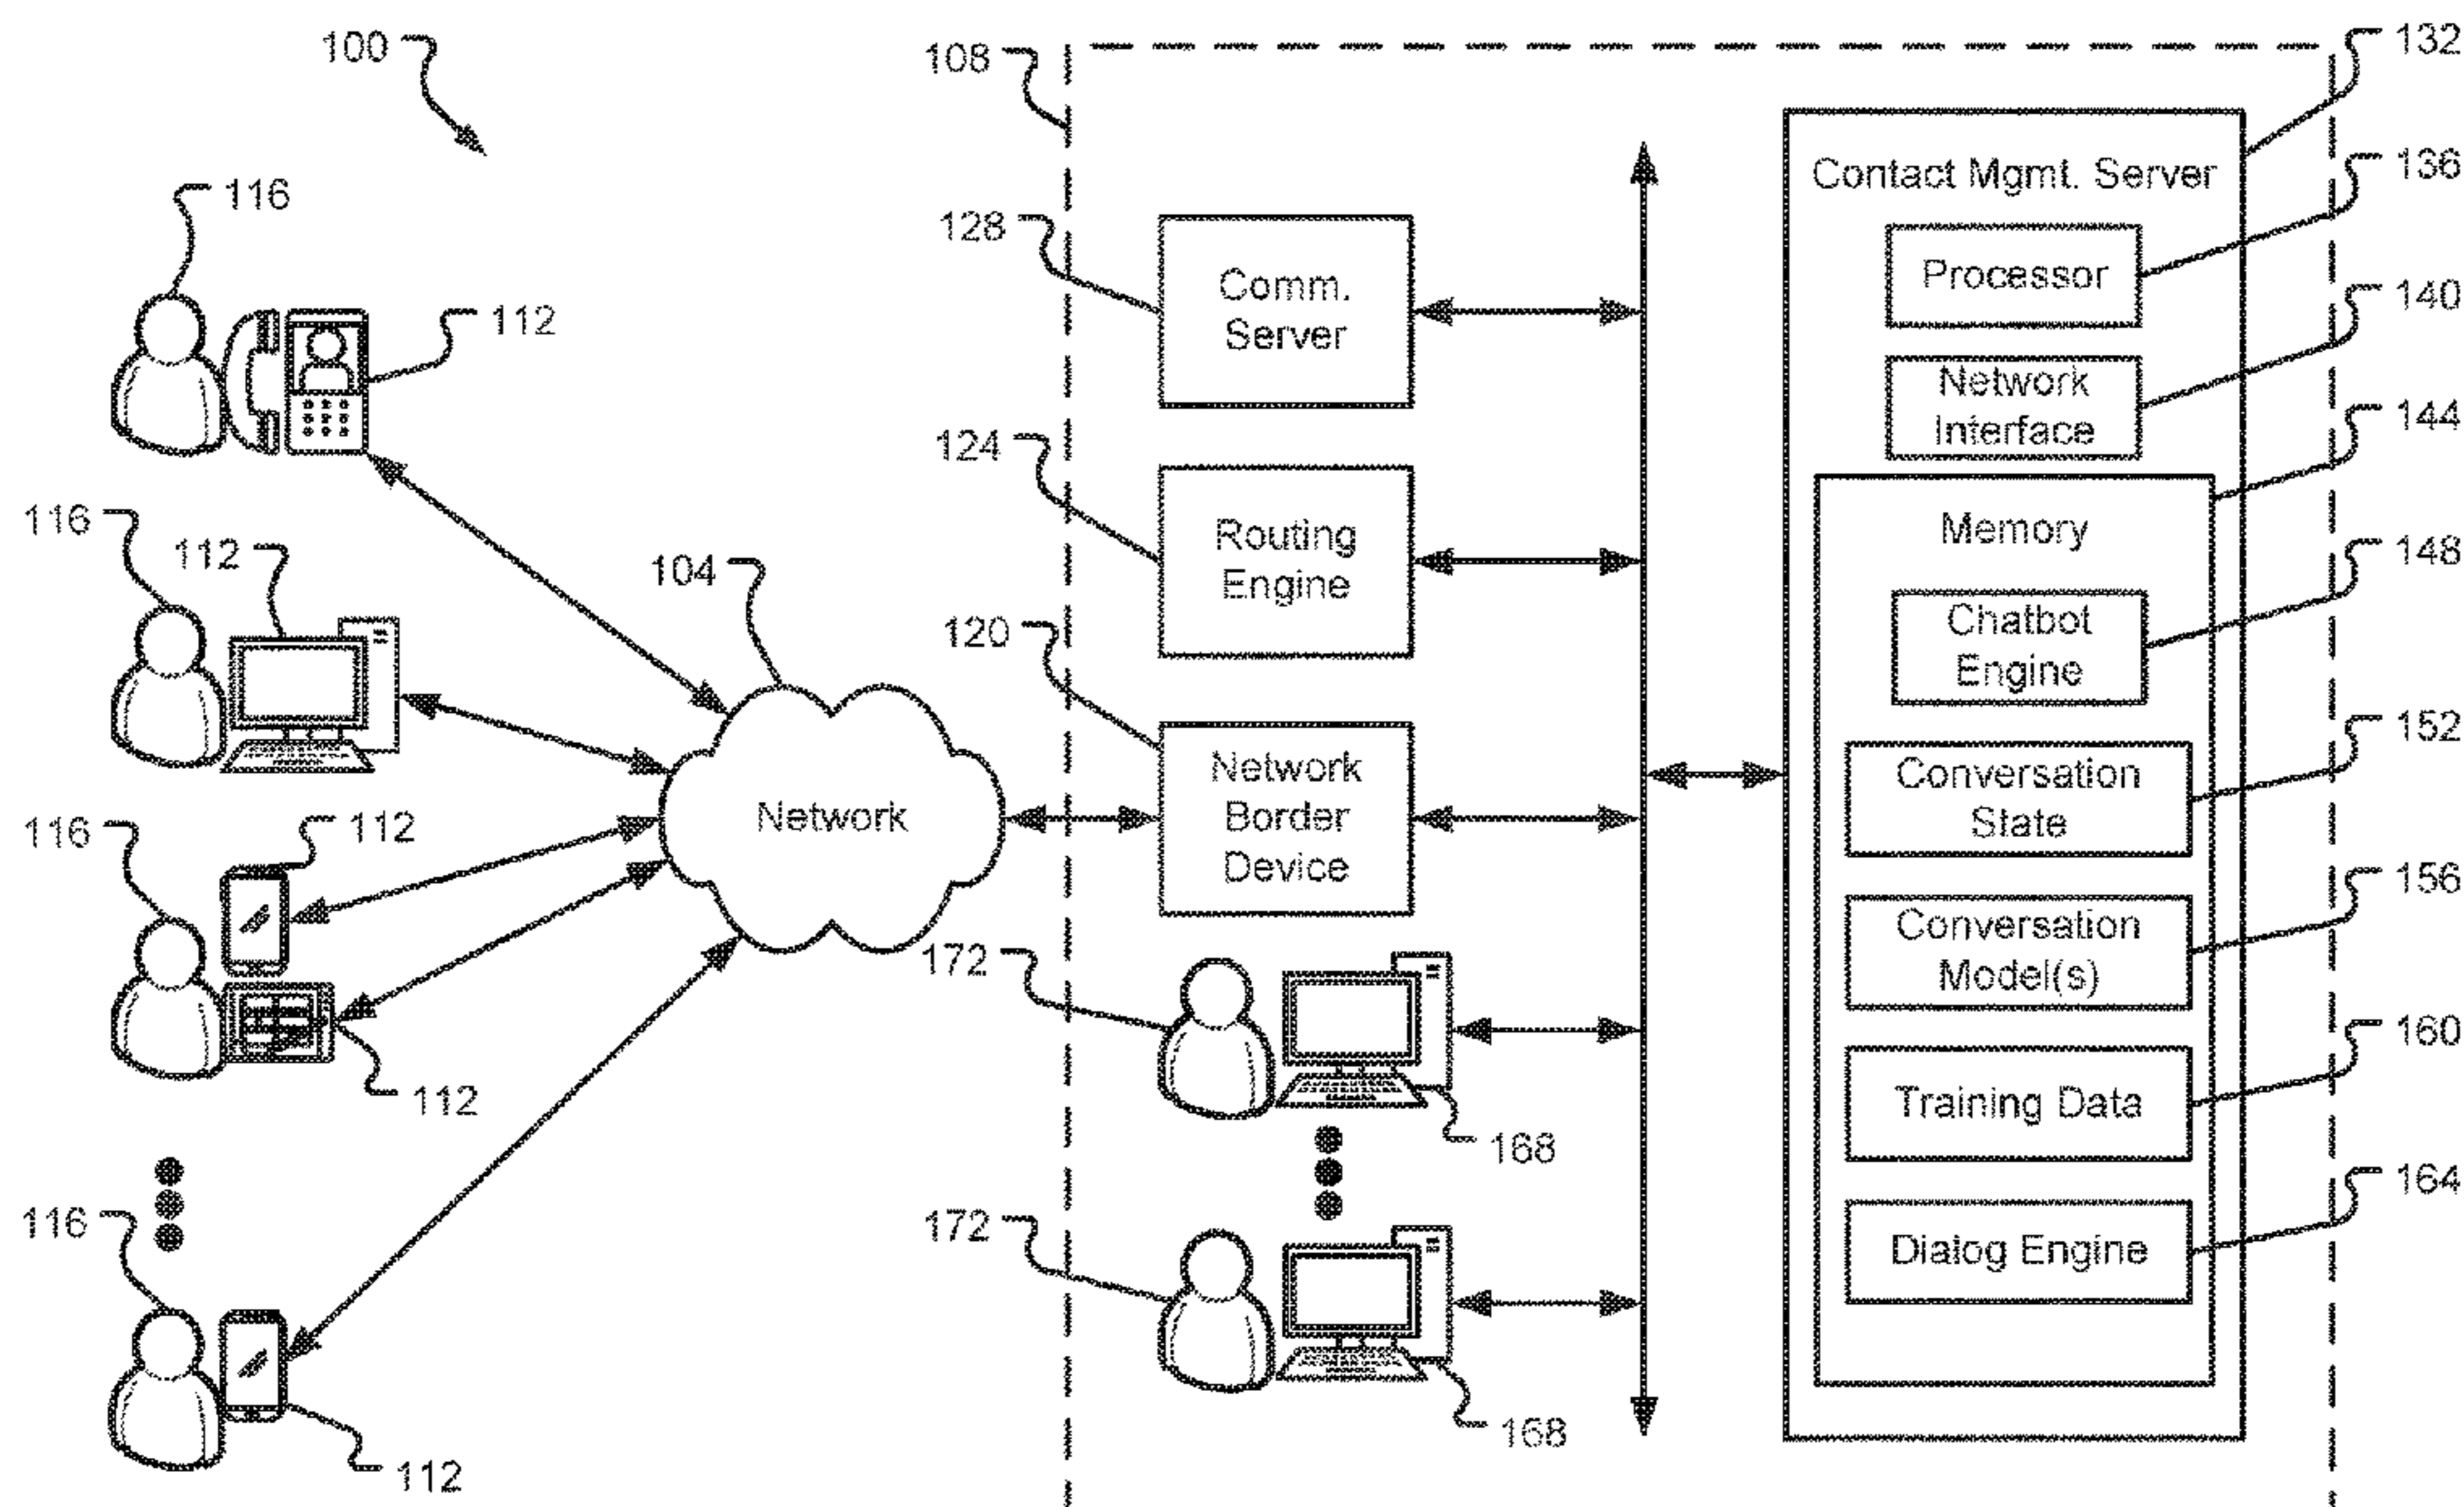 100
108
132
116
112
128
Comm.
Server
Contact Mgmt. Server
136
Processor
140
Network
Interface
144
124
Routing
Engine
Memory
148
Chatbot
Engine
116
112
104
Network
120
Network
Border
Device
152
Conversation
State
116
112
112
156
Conversation
Model(s)
172
168
160
Training Data
164
Dialog Engine
116
112
172
168